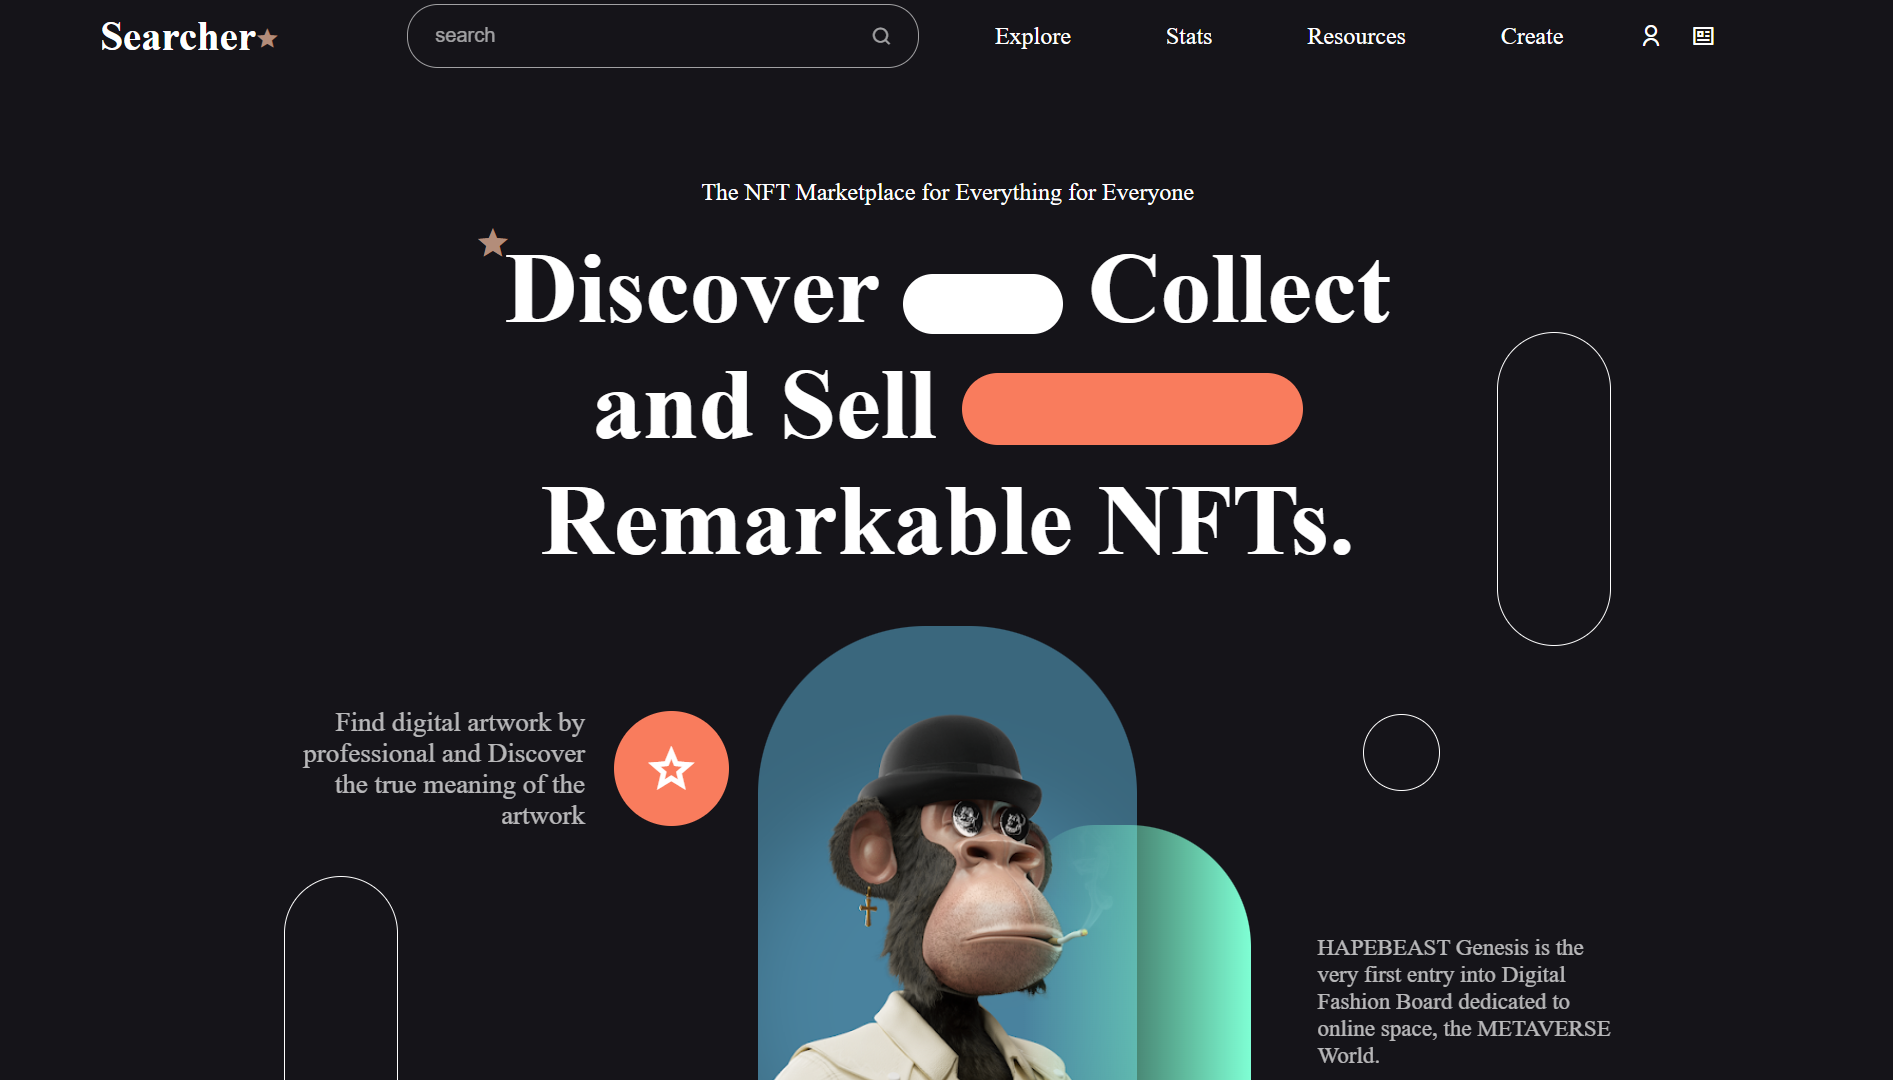 Searcher
search
Explore
Stats
Resources
Create
The NFT Marketplace for Everything for Everyone
Discover Collect
and Sell
Remarkable NFTs.
Find digital artwork by
professional and Discover
the true meaning of the
artwork
HAPEBEAST Genesis is the
very first entry into Digital
Fashion Board dedicated to
online space, the METAVERSE
World.